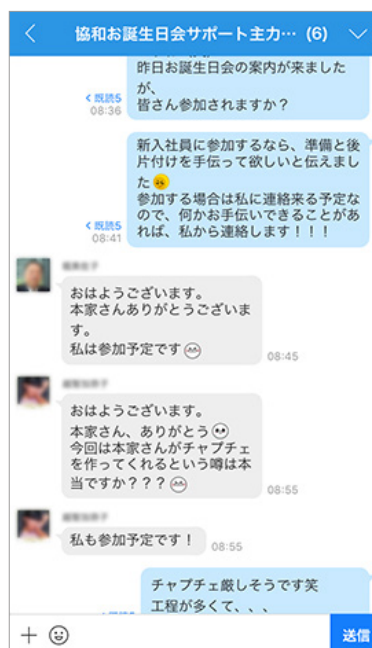 協和お誕生日会サポート主力… (6)
昨日お誕生日会の案内が来ました
が、
皆さん参加されますか？
既読5
08:36
新入社員に参加するなら、準備と後
片付けを手伝って欲しいと伝えまし
た
参加する場合は私に連絡来る予定な
ので、何かお手伝いできることがあ
れば、私から連絡します！！！
既読5
08:41
おはようございます。
本家さんありがとうございま
す。
私は参加予定です
08:45
おはようございます。
本家さん、ありがとう
今回は本家さんがチャプチェ
を作ってくれるという噂は本
当ですか？？？
08:55
私も参加予定です！
08:55
チャプチェ厳しそうです笑
工程が多くて、、、
送信